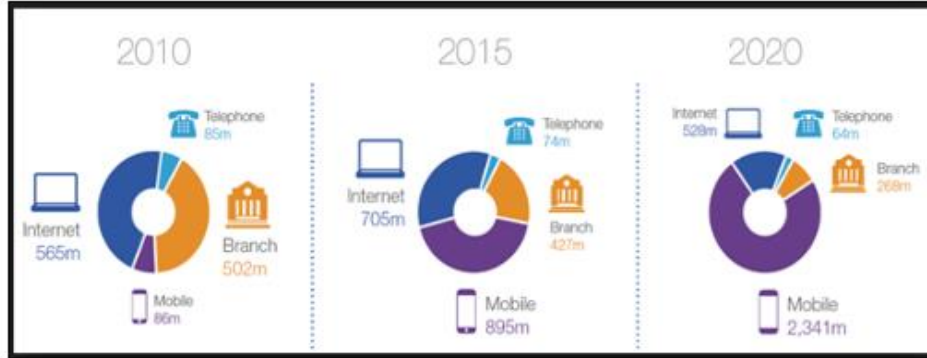 2010
Telephone
85m
Internet
565m
Branch
502m
Mobile
86m
2015
Telephone
74m
Internet
705m
Branch
427m
Mobile
895m
2020
Internet
528m
Telephone
64m
Branch
268m
Mobile
2,341m